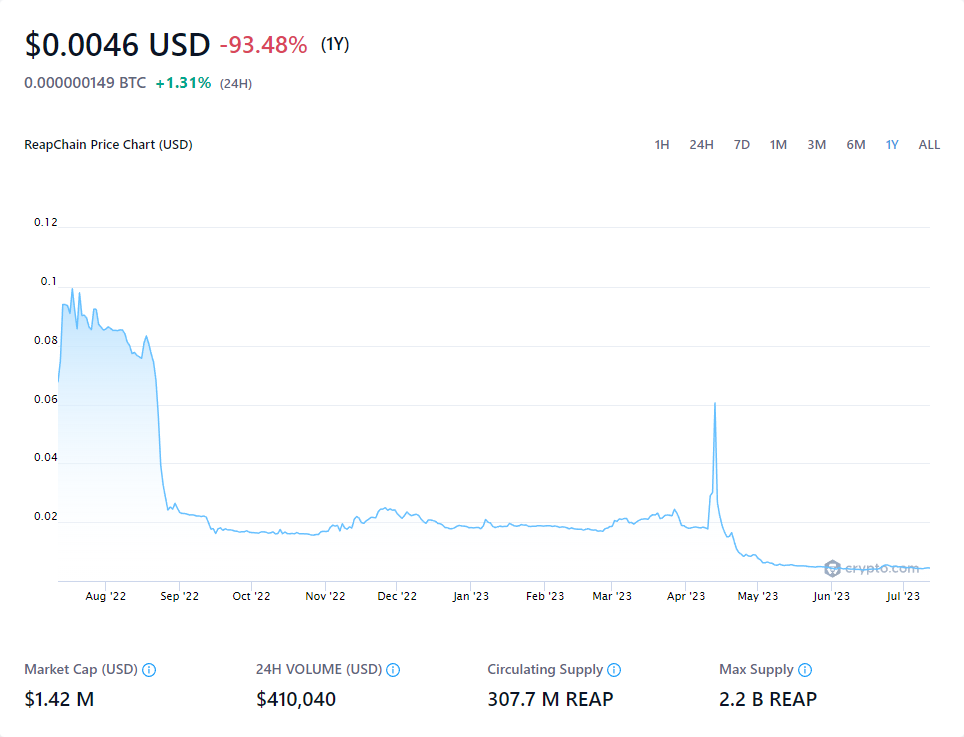 $0.0046 USD -93.48% (1Y)
0.000000149 BTC +1.31% (24H)
ReapChain Price Chart (USD) 1H 24H 7D 1M 3M 6M 1Y ALL
0.12
0.1
0.08
0.06
0.04
0.02
crypto.com
Aug '22 Sep '22 Oct '22 Nov '22 Dec '22 Jan '23 Feb '23 Mar '23 Apr '23 May '23 Jun '23 Jul '23
Market Cap (USD) 24H VOLUME (USD) Circulating Supply Max Supply
$1.42 M $410,040 307.7 M REAP 2.2 B REAP